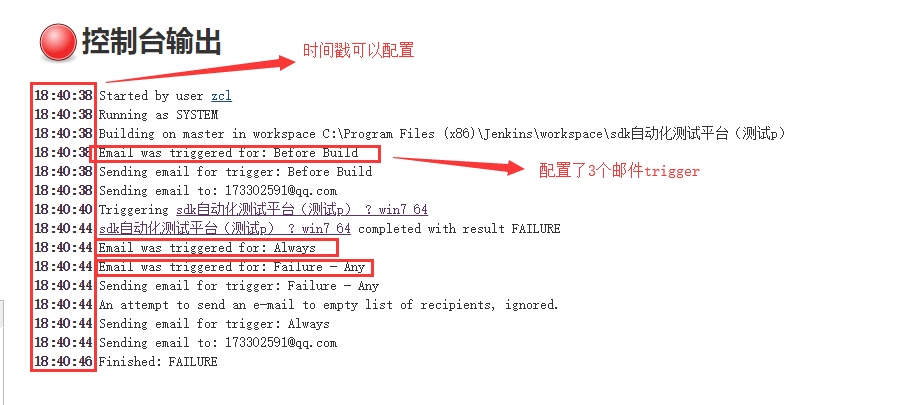 控制台输出
时间戳可以配置
18:40:38 Started by user zcl
18:40:38 Running as SYSTEM
18:40:38 Building on master in workspace C:\Program Files (x86)\Jenkins\workspace\sdk自动化测试平台（测试p）
18:40:38 Email was triggered for: Before Build
18:40:38 Sending email for trigger: Before Build
配置了3个邮件trigger
18:40:38 Sending email to: 173302591@qq.com
18:40:40 Triggering sdk自动化测试平台（测试p） ? win7_64
18:40:44 sdk自动化测试平台（测试p） ? win7_64 completed with result FAILURE
18:40:44 Email was triggered for: Always
18:40:44 Email was triggered for: Failure - Any
18:40:44 Sending email for trigger: Failure - Any
18:40:44 An attempt to send an e-mail to empty list of recipients, ignored.
18:40:44 Sending email for trigger: Always
18:40:44 Sending email to: 173302591@qq.com
18:40:46 Finished: FAILURE